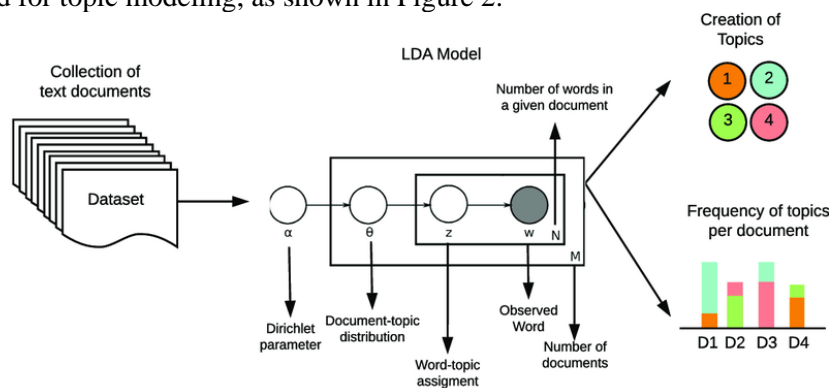 d for topic modeling, as shown in Figure 2.
Creation of
Topics
LDA Model
Collection of
text documents
Number of words in
a given document
1
2
3
4
Dataset
α
θ
z
w
N
M
Frequency of topics
per document
Dirichlet
parameter
Document-topic
distribution
Word-topic
assigment
Observed
Word
Number of
documents
D1 D2 D3 D4